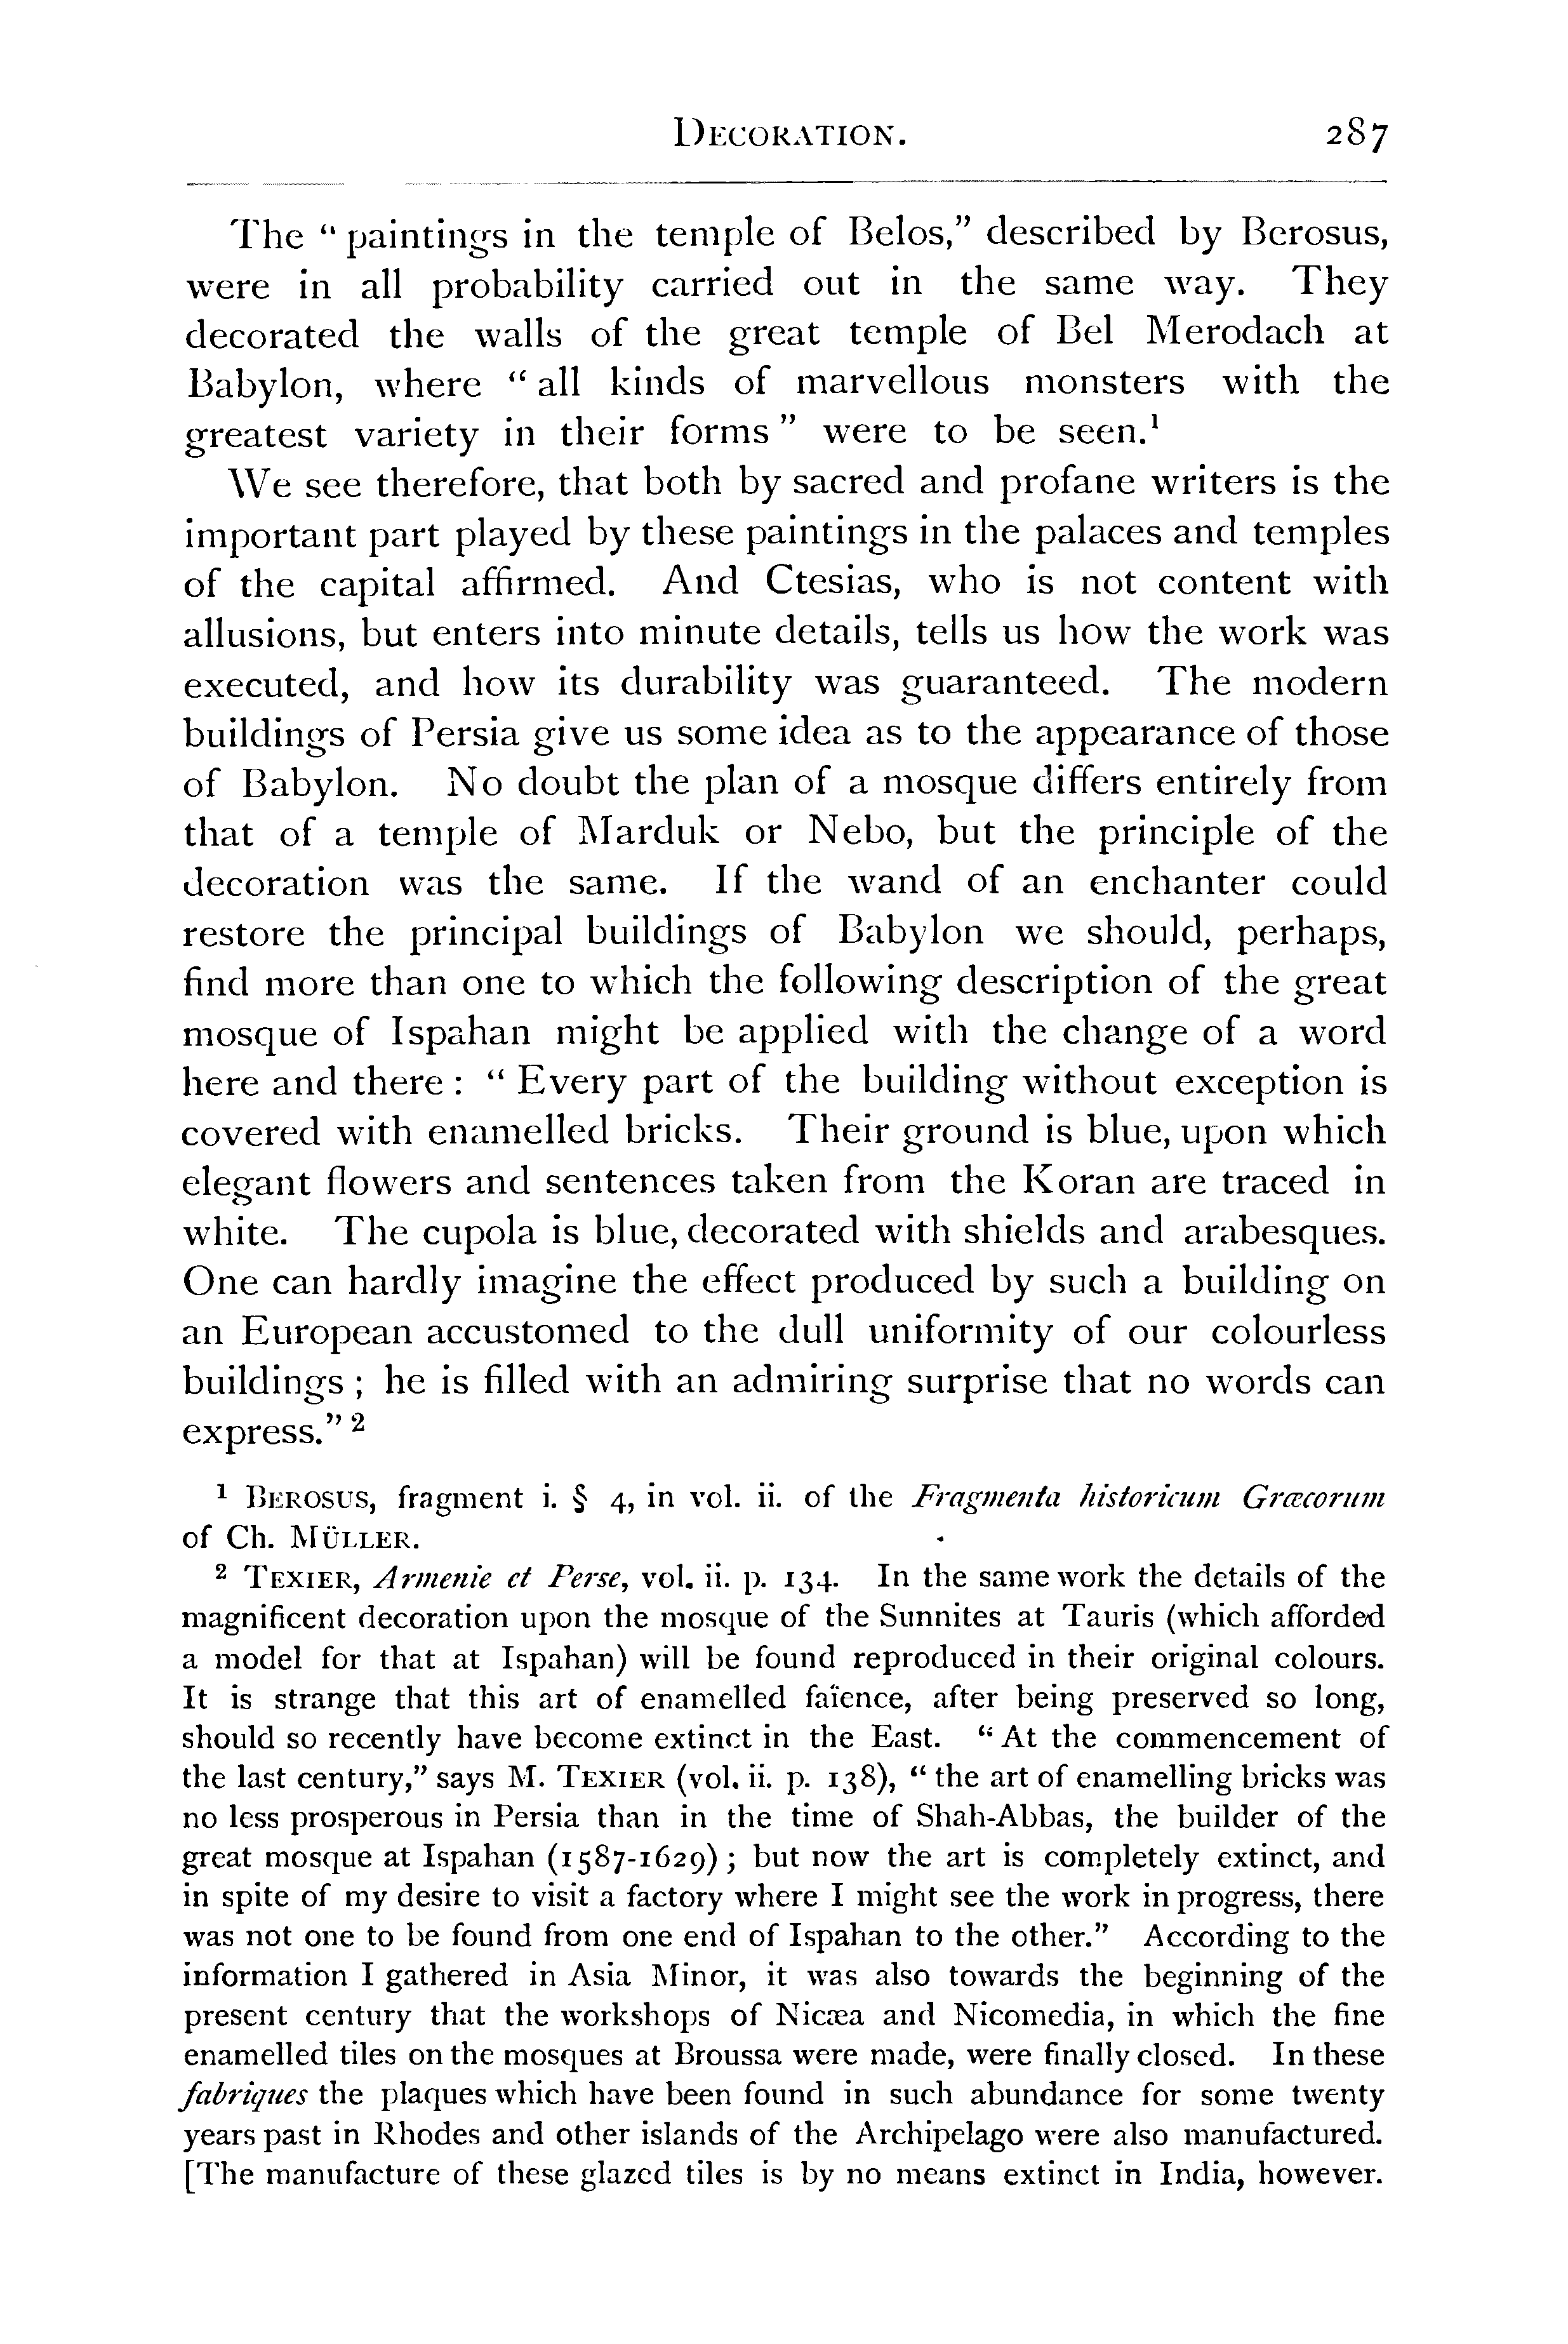 DECORATION. 287
The “ paintings in the temple of Belos,” described by Berosus,
were in all probability carried out in the same way. They
decorated the walls of the great temple of Bel Merodach at
Babylon, where “ all kinds of marvellous monsters with the
greatest variety in their forms ” were to be seen.¹
We see therefore, that both by sacred and profane writers is the
important part played by these paintings in the palaces and temples
of the capital affirmed. And Ctesias, who is not content with
allusions, but enters into minute details, tells us how the work was
executed, and how its durability was guaranteed. The modern
buildings of Persia give us some idea as to the appearance of those
of Babylon. No doubt the plan of a mosque differs entirely from
that of a temple of Marduk or Nebo, but the principle of the
decoration was the same. If the wand of an enchanter could
restore the principal buildings of Babylon we should, perhaps,
find more than one to which the following description of the great
mosque of Ispahan might be applied with the change of a word
here and there : “ Every part of the building without exception is
covered with enamelled bricks. Their ground is blue, upon which
elegant flowers and sentences taken from the Koran are traced in
white. The cupola is blue, decorated with shields and arabesques.
One can hardly imagine the effect produced by such a building on
an European accustomed to the dull uniformity of our colourless
buildings ; he is filled with an admiring surprise that no words can
express.” ²
¹ BEROSUS, fragment i. § 4, in vol. ii. of the Fragmenta historicum Græcorum
of Ch. MÜLLER.
² TEXIER, Armenie et Perse, vol. ii. p. 134. In the same work the details of the
magnificent decoration upon the mosque of the Sunnites at Tauris (which afforded
a model for that at Ispahan) will be found reproduced in their original colours.
It is strange that this art of enamelled faïence, after being preserved so long,
should so recently have become extinct in the East. “ At the commencement of
the last century,” says M. TEXIER (vol. ii. p. 138), “ the art of enamelling bricks was
no less prosperous in Persia than in the time of Shah-Abbas, the builder of the
great mosque at Ispahan (1587-1629) ; but now the art is completely extinct, and
in spite of my desire to visit a factory where I might see the work in progress, there
was not one to be found from one end of Ispahan to the other.” According to the
information I gathered in Asia Minor, it was also towards the beginning of the
present century that the workshops of Nicæa and Nicomedia, in which the fine
enamelled tiles on the mosques at Broussa were made, were finally closed. In these
fabriques the plaques which have been found in such abundance for some twenty
years past in Rhodes and other islands of the Archipelago were also manufactured.
[The manufacture of these glazed tiles is by no means extinct in India, however.